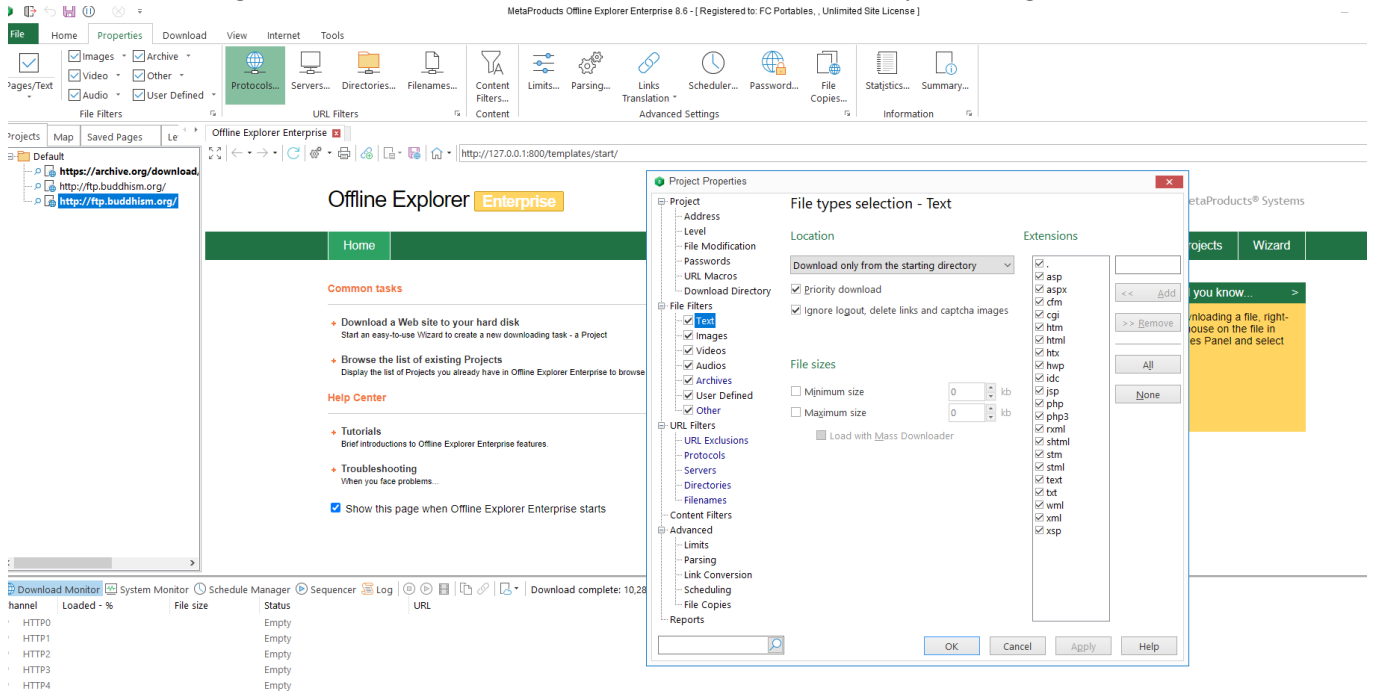 MetaProducts Offline Explorer Enterprise 8.6 - [ Registered to: FC Portables, , Unlimited Site License ]
File Home Properties Download View Internet Tools
Images Archive
Video Other
Audio User Defined
Pages/Text
Protocols... Servers... Directories... Filenames...
Content Filters...
Limits... Parsing...
Links Translation
Scheduler... Password...
File Copies...
Statistics... Summary...
File Filters URL Filters Content Advanced Settings Information
Projects Map Saved Pages Le
Offline Explorer Enterprise
http://127.0.0.1:800/templates/start/
Default
https://archive.org/download,
http://ftp.buddhism.org/
http://ftp.buddhism.org/
Offline Explorer Enterprise
etaProducts® Systems
Home
rojects Wizard
Common tasks
Download a Web site to your hard disk
Start an easy-to-use Wizard to create a new downloading task - a Project
Browse the list of existing Projects
Display the list of Projects you already have in Offline Explorer Enterprise to browse
Help Center
Tutorials
Brief introductions to Offline Explorer Enterprise features.
Troubleshooting
When you face problems...
Show this page when Offline Explorer Enterprise starts
you know... >
nloading a file, right-
ouse on the file in
es Panel and select
Project Properties
Project
Address
Level
File Modification
Passwords
URL Macros
Download Directory
File Filters
Text
Images
Videos
Audios
Archives
User Defined
Other
URL Filters
URL Exclusions
Protocols
Servers
Directories
Filenames
Content Filters
Advanced
Limits
Parsing
Link Conversion
Scheduling
File Copies
Reports
File types selection - Text
Location
Download only from the starting directory
Priority download
Ignore logout, delete links and captcha images
File sizes
Minimum size 0 kb
Maximum size 0 kb
Load with Mass Downloader
Extensions
.
asp
aspx
cfm
cgi
htm
html
htx
hwp
idc
jsp
php
php3
rxml
shtml
stm
stml
text
txt
wml
xml
xsp
<< Add
>> Remove
All
None
OK Cancel Apply Help
Download Monitor System Monitor Schedule Manager Sequencer Log Download complete: 10,28
hannel Loaded - % File size Status URL
HTTP0 Empty
HTTP1 Empty
HTTP2 Empty
HTTP3 Empty
HTTP4 Empty